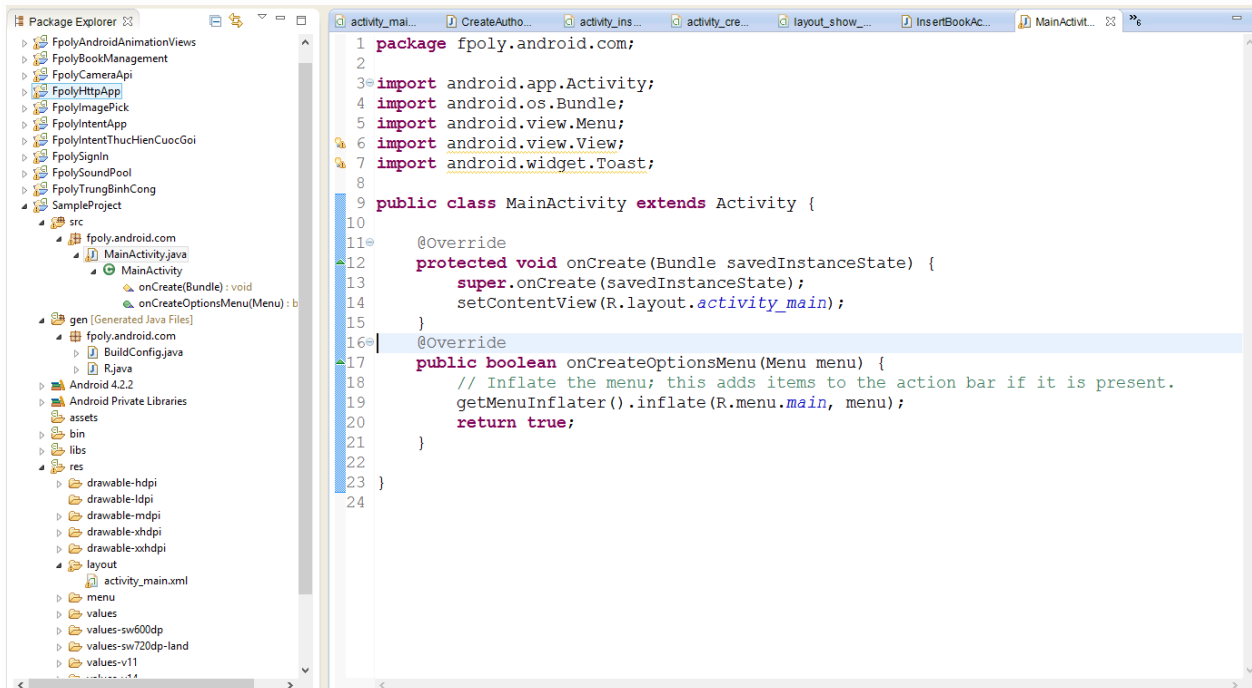 Package Explorer
FpolyAndroidAnimationViews
FpolyBookManagement
FpolyCameraApi
FpolyHttpApp
FpolyImagePick
FpolyIntentApp
FpolyIntentThucHienCuocGoi
FpolySignIn
FpolySoundPool
FpolyTrungBinhCong
SampleProject
src
fpoly.android.com
MainActivity.java
MainActivity
onCreate(Bundle) : void
onCreateOptionsMenu(Menu) : b
gen [Generated Java Files]
fpoly.android.com
BuildConfig.java
R.java
Android 4.2.2
Android Private Libraries
assets
bin
libs
res
drawable-hdpi
drawable-ldpi
drawable-mdpi
drawable-xhdpi
drawable-xxhdpi
layout
activity_main.xml
menu
values
values-sw600dp
values-sw720dp-land
values-v11
activity_mai... CreateAutho... activity_ins... activity_cre... layout_show_... InsertBookAc... MainActivit... »6
1 package fpoly.android.com;
2
3 import android.app.Activity;
4 import android.os.Bundle;
5 import android.view.Menu;
6 import android.view.View;
7 import android.widget.Toast;
8
9 public class MainActivity extends Activity {
10
11 @Override
12 protected void onCreate(Bundle savedInstanceState) {
13 super.onCreate(savedInstanceState);
14 setContentView(R.layout.activity_main);
15 }
16 @Override
17 public boolean onCreateOptionsMenu(Menu menu) {
18 // Inflate the menu; this adds items to the action bar if it is present.
19 getMenuInflater().inflate(R.menu.main, menu);
20 return true;
21 }
22
23 }
24